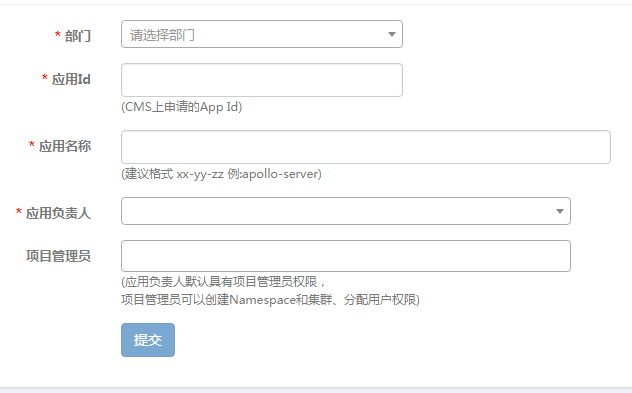 * 部门
请选择部门
* 应用Id
(CMS上申请的App Id)
* 应用名称
(建议格式 xx-yy-zz 例:apollo-server)
* 应用负责人
项目管理员
(应用负责人默认具有项目管理员权限，
项目管理员可以创建Namespace和集群、分配用户权限)
提交